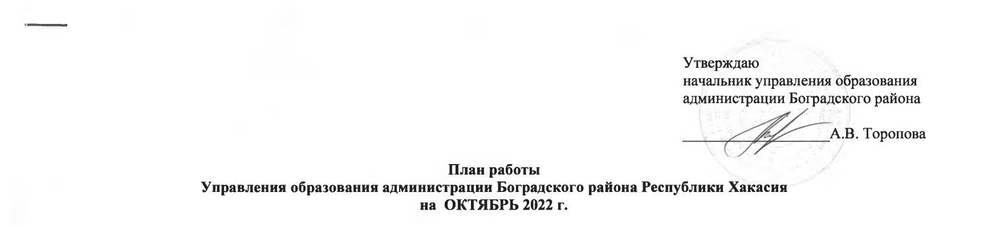 Утверждаю
начальник управления образования
администрации Боградского района
А.В. Торопова
План работы
Управления образования администрации Боградского района Республики Хакасия
на ОКТЯБРЬ 2022 г.